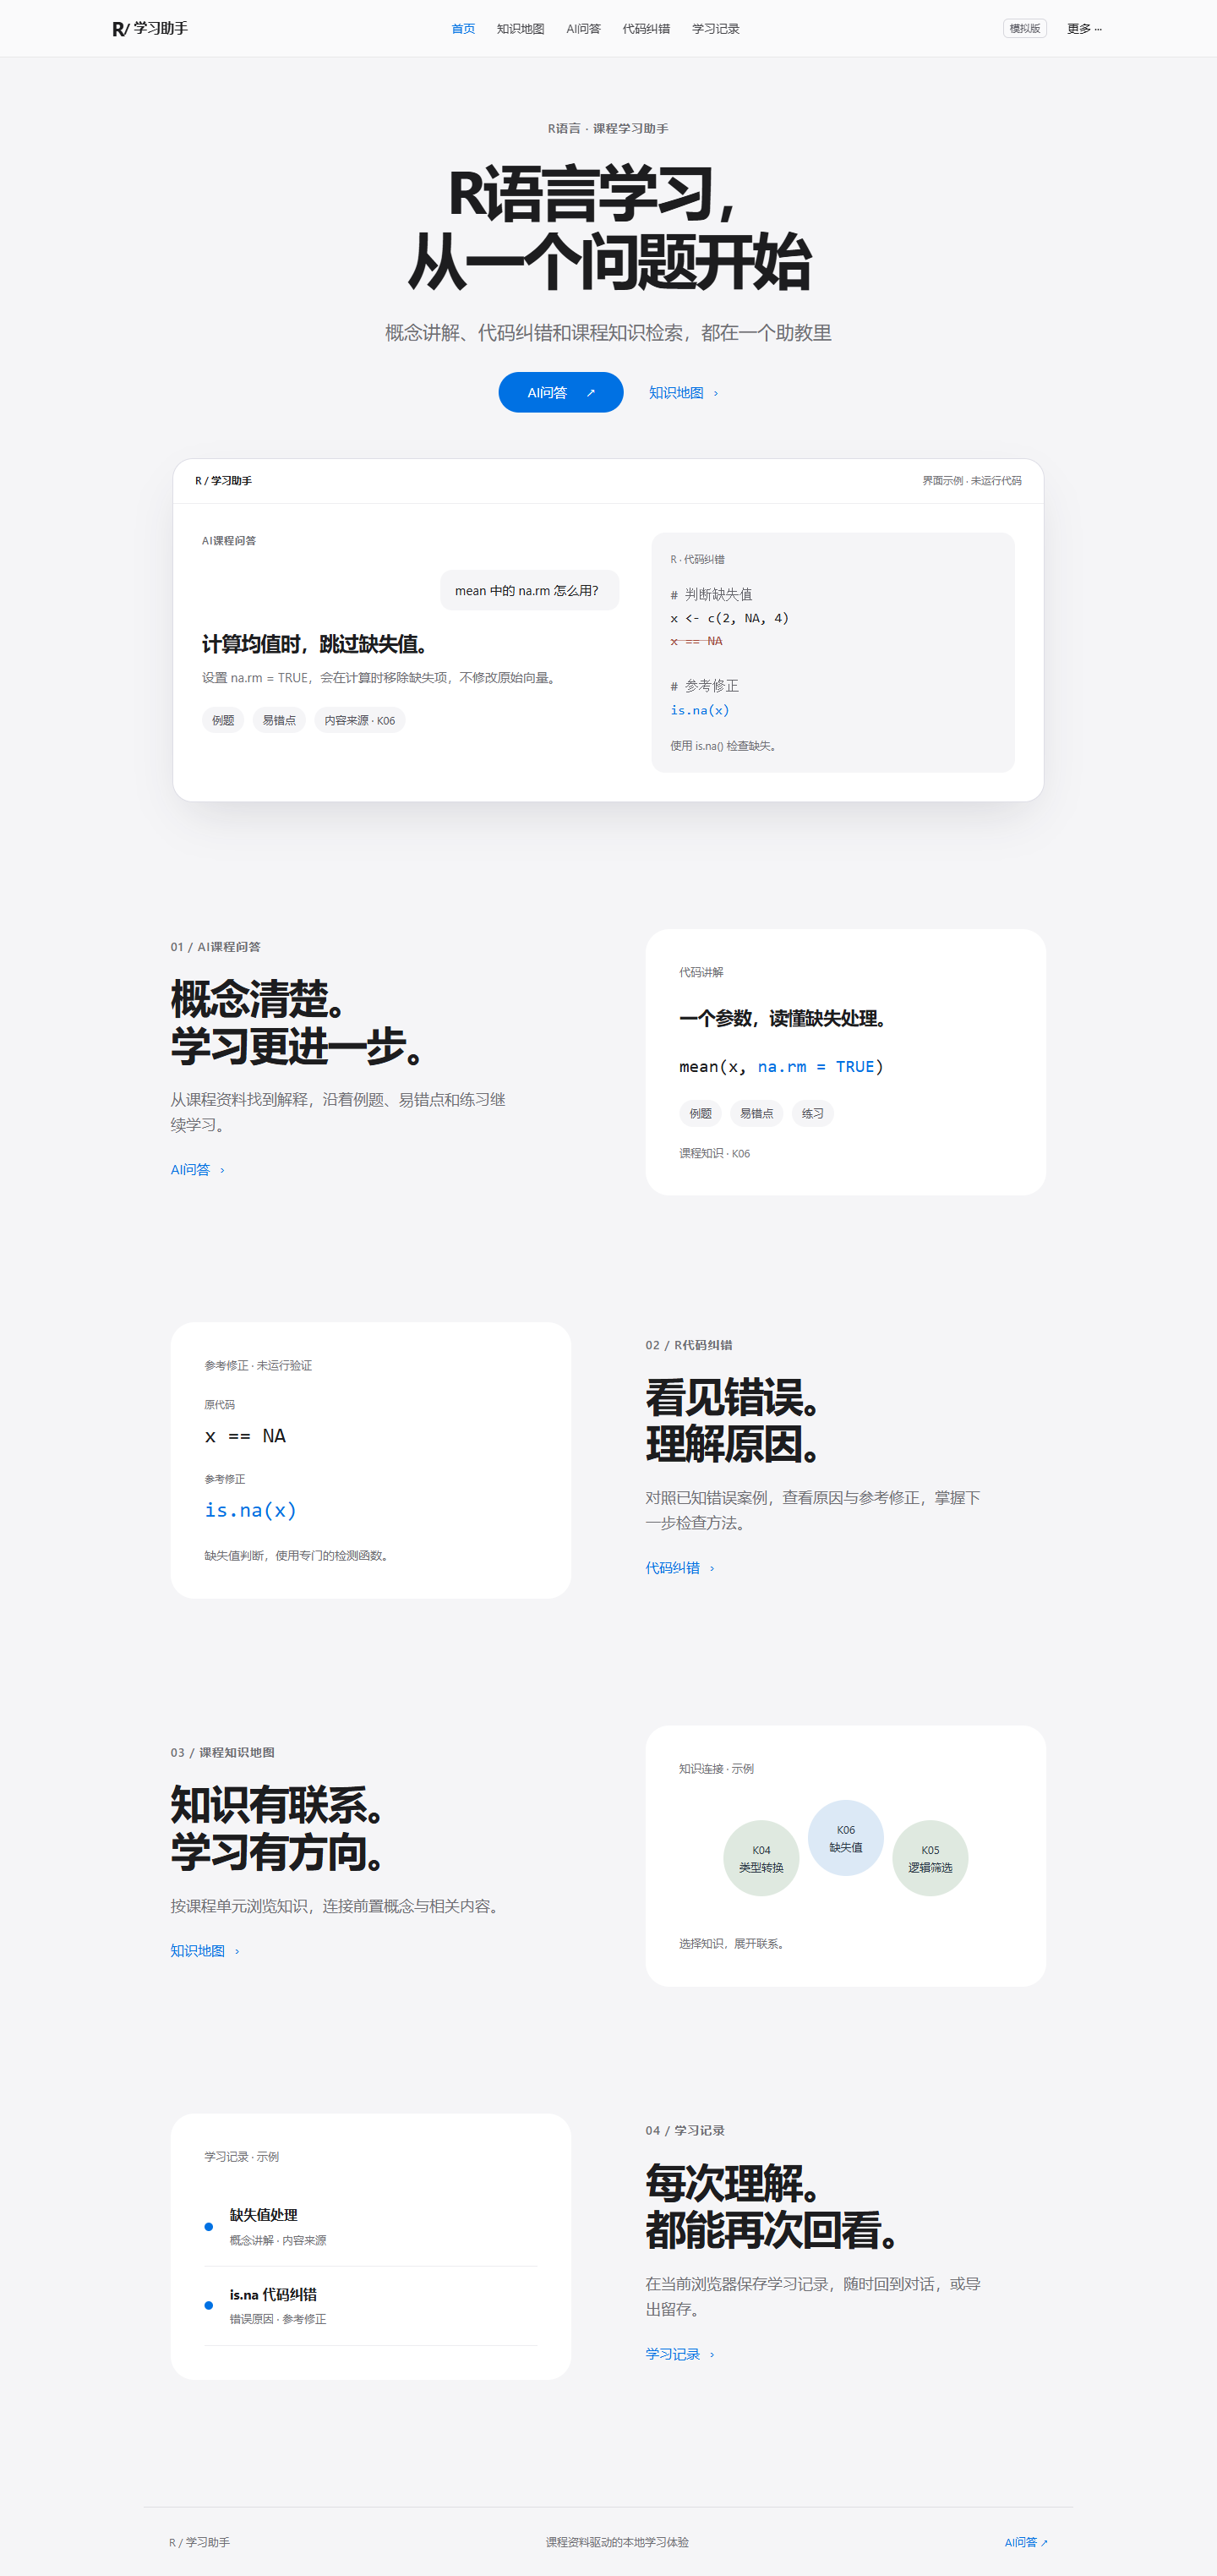 R/ 学习助手
首页 知识地图 AI问答 代码纠错 学习记录
模拟版 更多 ···
R语言 · 课程学习助手
R语言学习，
从一个问题开始
概念讲解、代码纠错和课程知识检索，都在一个助教里
AI问答 ↗ 知识地图 ›
R / 学习助手
界面示例 · 未运行代码
AI课程问答
mean 中的 na.rm 怎么用？
计算均值时，跳过缺失值。
设置 na.rm = TRUE，会在计算时移除缺失项，不修改原始向量。
例题 易错点 内容来源 · K06
R · 代码纠错
# 判断缺失值
x <- c(2, NA, 4)
x == NA
# 参考修正
is.na(x)
使用 is.na() 检查缺失。
01 / AI课程问答
概念清楚。
学习更进一步。
从课程资料找到解释，沿着例题、易错点和练习继
续学习。
AI问答 ›
代码讲解
一个参数，读懂缺失处理。
mean(x, na.rm = TRUE)
例题 易错点 练习
课程知识 · K06
参考修正 · 未运行验证
原代码
x == NA
参考修正
is.na(x)
缺失值判断，使用专门的检测函数。
02 / R代码纠错
看见错误。
理解原因。
对照已知错误案例，查看原因与参考修正，掌握下
一步检查方法。
代码纠错 ›
03 / 课程知识地图
知识有联系。
学习有方向。
按课程单元浏览知识，连接前置概念与相关内容。
知识地图 ›
知识连接 · 示例
K04
类型转换
K06
缺失值
K05
逻辑筛选
选择知识，展开联系。
学习记录 · 示例
缺失值处理
概念讲解 · 内容来源
is.na 代码纠错
错误原因 · 参考修正
04 / 学习记录
每次理解。
都能再次回看。
在当前浏览器保存学习记录，随时回到对话，或导
出留存。
学习记录 ›
R / 学习助手
课程资料驱动的本地学习体验
AI问答 ↗